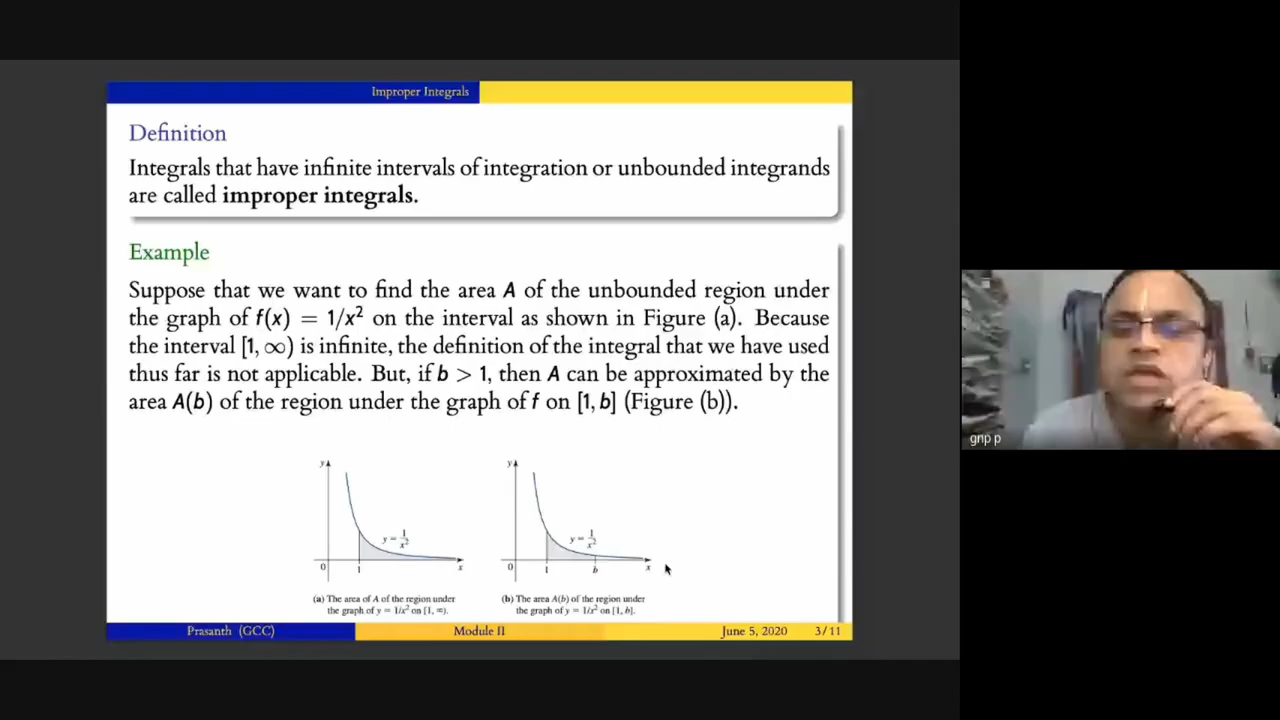 Improper Integrals
Definition
Integrals that have infinite intervals of integration or unbounded integrands
are called improper integrals.
Example
Suppose that we want to find the area A of the unbounded region under
the graph of f(x) = 1/x² on the interval as shown in Figure (a). Because
the interval [1, ∞) is infinite, the definition of the integral that we have used
thus far is not applicable. But, if b > 1, then A can be approximated by the
area A(b) of the region under the graph of f on [1, b] (Figure (b)).
y
y = 1/x²
0 1 x
(a) The area of A of the region under
the graph of y = 1/x² on [1, ∞).
y
y = 1/x²
0 1 b x
(b) The area A(b) of the region under
the graph of y = 1/x² on [1, b].
Prasanth (GCC) Module II June 5, 2020 3/11
gnp p